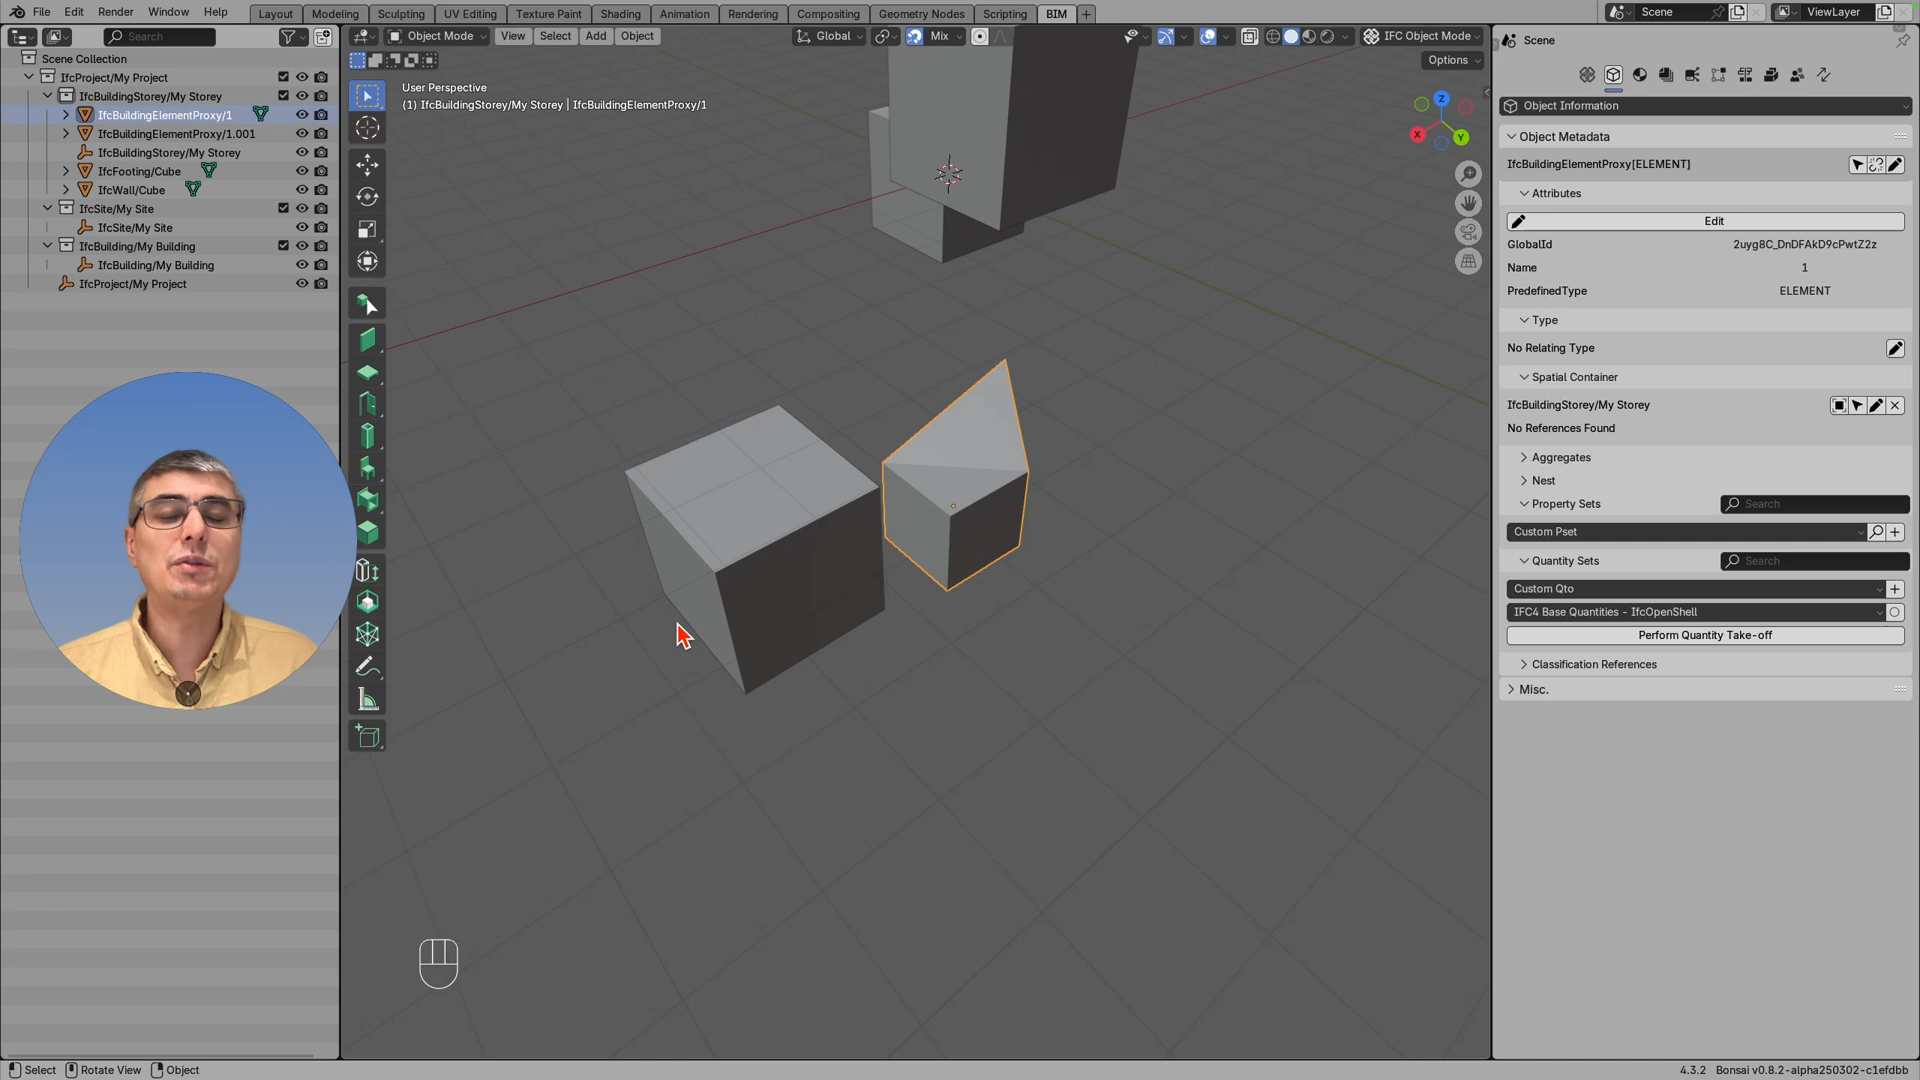 File Edit Render Window Help
Layout Modeling Sculpting UV Editing Texture Paint Shading Animation Rendering Compositing Geometry Nodes Scripting BIM +
Scene
ViewLayer
Search
Object Mode View Select Add Object
Global
Mix
IFC Object Mode
Options
Scene Collection
IfcProject/My Project
IfcBuildingStorey/My Storey
IfcBuildingElementProxy/1
IfcBuildingElementProxy/1.001
IfcBuildingStorey/My Storey
IfcFooting/Cube
IfcWall/Cube
IfcSite/My Site
IfcSite/My Site
IfcBuilding/My Building
IfcBuilding/My Building
IfcProject/My Project
User Perspective
(1) IfcBuildingStorey/My Storey | IfcBuildingElementProxy/1
Z
X
Y
Scene
Object Information
Object Metadata
IfcBuildingElementProxy[ELEMENT]
Attributes
Edit
GlobalId 2uyg8C_DnDFAkD9cPwtZ2z
Name 1
PredefinedType ELEMENT
Type
No Relating Type
Spatial Container
IfcBuildingStorey/My Storey
No References Found
Aggregates
Nest
Property Sets Search
Custom Pset
Quantity Sets Search
Custom Qto
IFC4 Base Quantities - IfcOpenShell
Perform Quantity Take-off
Classification References
Misc.
Select Rotate View Object
4.3.2 Bonsai v0.8.2-alpha250302-c1efdbb